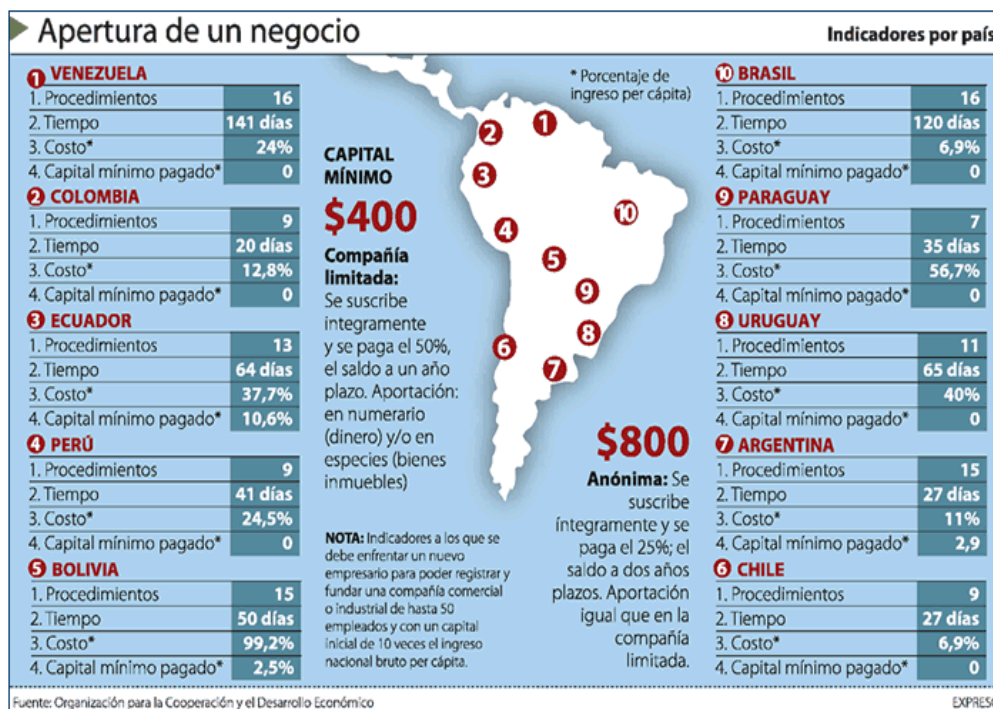 Apertura de un negocio
Indicadores por país
1 VENEZUELA
1. Procedimientos 16
2. Tiempo 141 días
3. Costo* 24%
4. Capital mínimo pagado* 0
2 COLOMBIA
1. Procedimientos 9
2. Tiempo 20 días
3. Costo* 12,8%
4. Capital mínimo pagado* 0
3 ECUADOR
1. Procedimientos 13
2. Tiempo 64 días
3. Costo* 37,7%
4. Capital mínimo pagado* 10,6%
4 PERÚ
1. Procedimientos 9
2. Tiempo 41 días
3. Costo* 24,5%
4. Capital mínimo pagado* 0
5 BOLIVIA
1. Procedimientos 15
2. Tiempo 50 días
3. Costo* 99,2%
4. Capital mínimo pagado* 2,5%
* Porcentaje de
ingreso per cápita)
1
2
3
4
5
6
7
8
9
10
CAPITAL
MÍNIMO
$400
Compañía
limitada:
Se suscribe
integramente
y se paga el 50%,
el saldo a un año
plazo. Aportación:
en numerario
(dinero) y/o en
especies (bienes
inmuebles)
NOTA: Indicadores a los que se
debe enfrentar un nuevo
empresario para poder registrar y
fundar una compañía comercial
o industrial de hasta 50
empleados y con un capital
inicial de 10 veces el ingreso
nacional bruto per cápita.
$800
Anónima: Se
suscribe
íntegramente y se
paga el 25%; el
saldo a dos años
plazos. Aportación
igual que en la
compañía
limitada.
10 BRASIL
1. Procedimientos 16
2. Tiempo 120 días
3. Costo* 6,9%
4. Capital mínimo pagado* 0
9 PARAGUAY
1. Procedimientos 7
2. Tiempo 35 días
3. Costo* 56,7%
4. Capital mínimo pagado* 0
8 URUGUAY
1. Procedimientos 11
2. Tiempo 65 días
3. Costo* 40%
4. Capital mínimo pagado* 0
7 ARGENTINA
1. Procedimientos 15
2. Tiempo 27 días
3. Costo* 11%
4. Capital mínimo pagado* 2,9
6 CHILE
1. Procedimientos 9
2. Tiempo 27 días
3. Costo* 6,9%
4. Capital mínimo pagado* 0
Fuente: Organización para la Cooperación y el Desarrollo Económico
EXPRESO